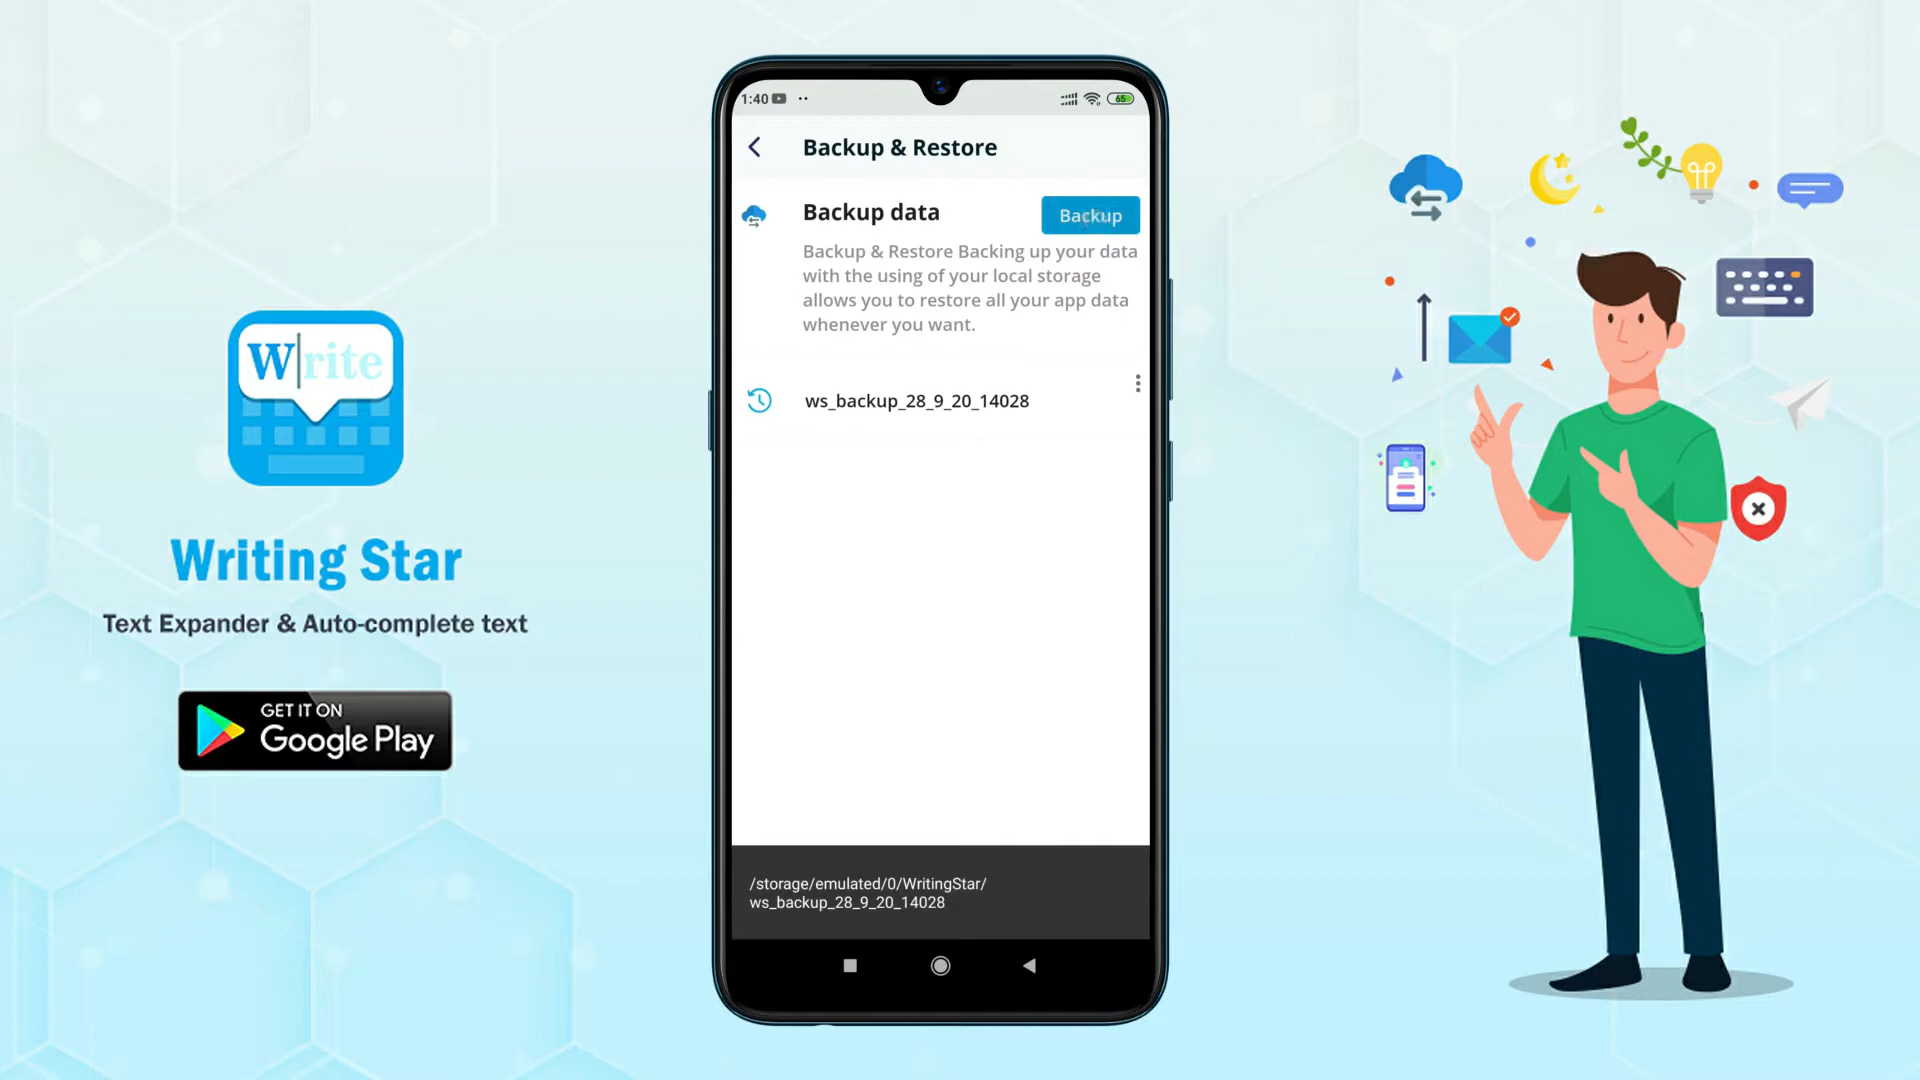 Write
Writing Star
Text Expander & Auto-complete text
GET IT ON
Google Play
1:40
65
Backup & Restore
Backup data
Backup
Backup & Restore Backing up your data
with the using of your local storage
allows you to restore all your app data
whenever you want.
ws_backup_28_9_20_14028
/storage/emulated/0/WritingStar/
ws_backup_28_9_20_14028